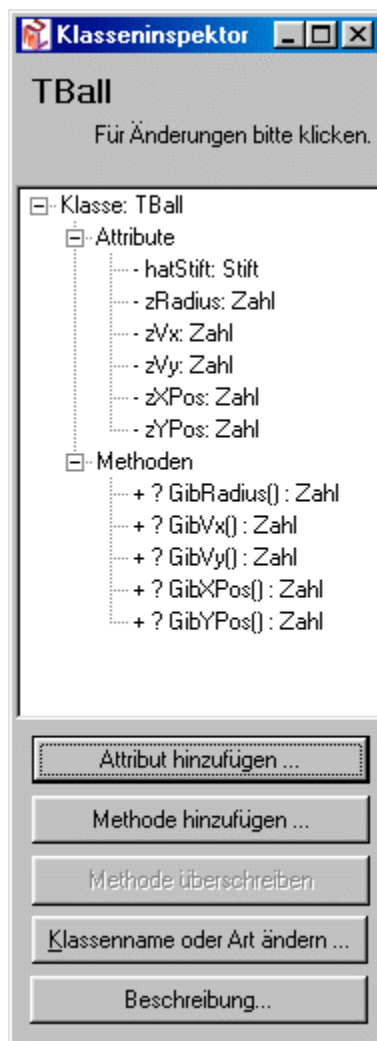 Klasseninspektor
TBall
Für Änderungen bitte klicken.
Klasse: TBall
Attribute
- hatStift: Stift
- zRadius: Zahl
- zVx: Zahl
- zVy: Zahl
- zXPos: Zahl
- zYPos: Zahl
Methoden
+ ? GibRadius() : Zahl
+ ? GibVx() : Zahl
+ ? GibVy() : Zahl
+ ? GibXPos() : Zahl
+ ? GibYPos() : Zahl
Attribut hinzufügen ...
Methode hinzufügen ...
Methode überschreiben
Klassenname oder Art ändern ...
Beschreibung...